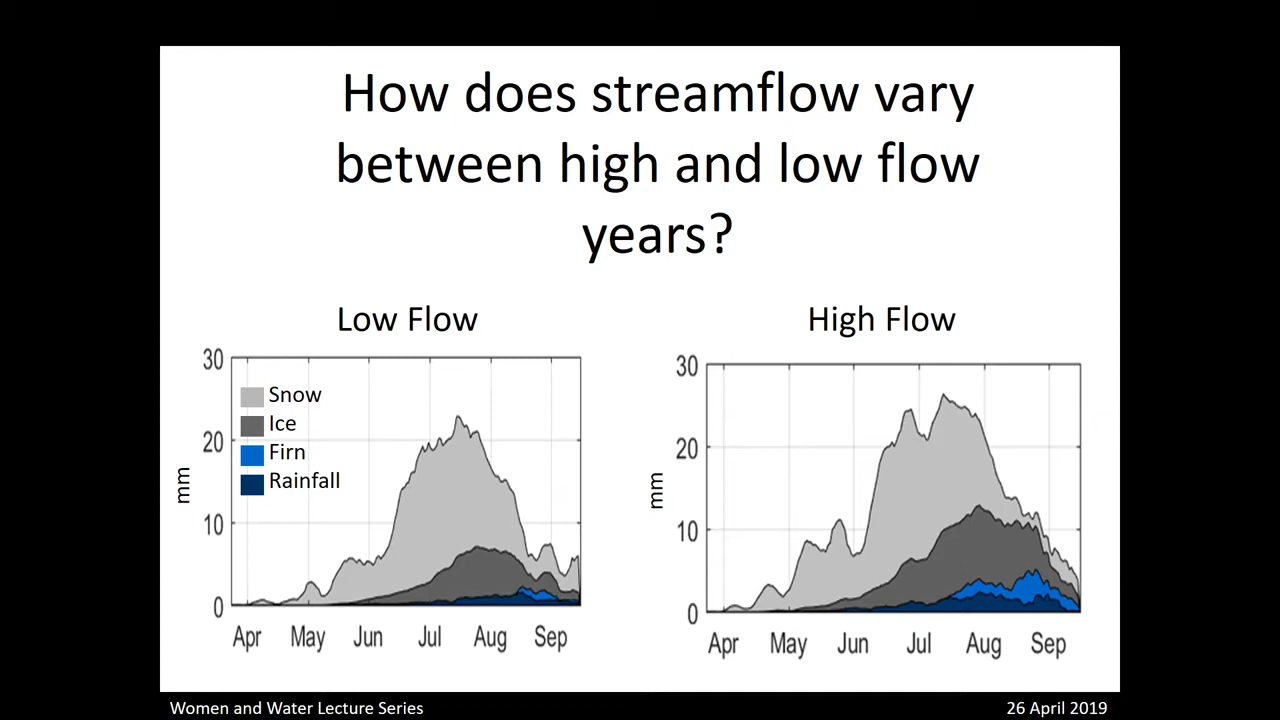 How does streamflow vary
between high and low flow
years?
Low Flow
High Flow
30
20
10
0
mm
Snow
Ice
Firn
Rainfall
Apr May Jun Jul Aug Sep
30
20
10
0
mm
Apr May Jun Jul Aug Sep
Women and Water Lecture Series
26 April 2019